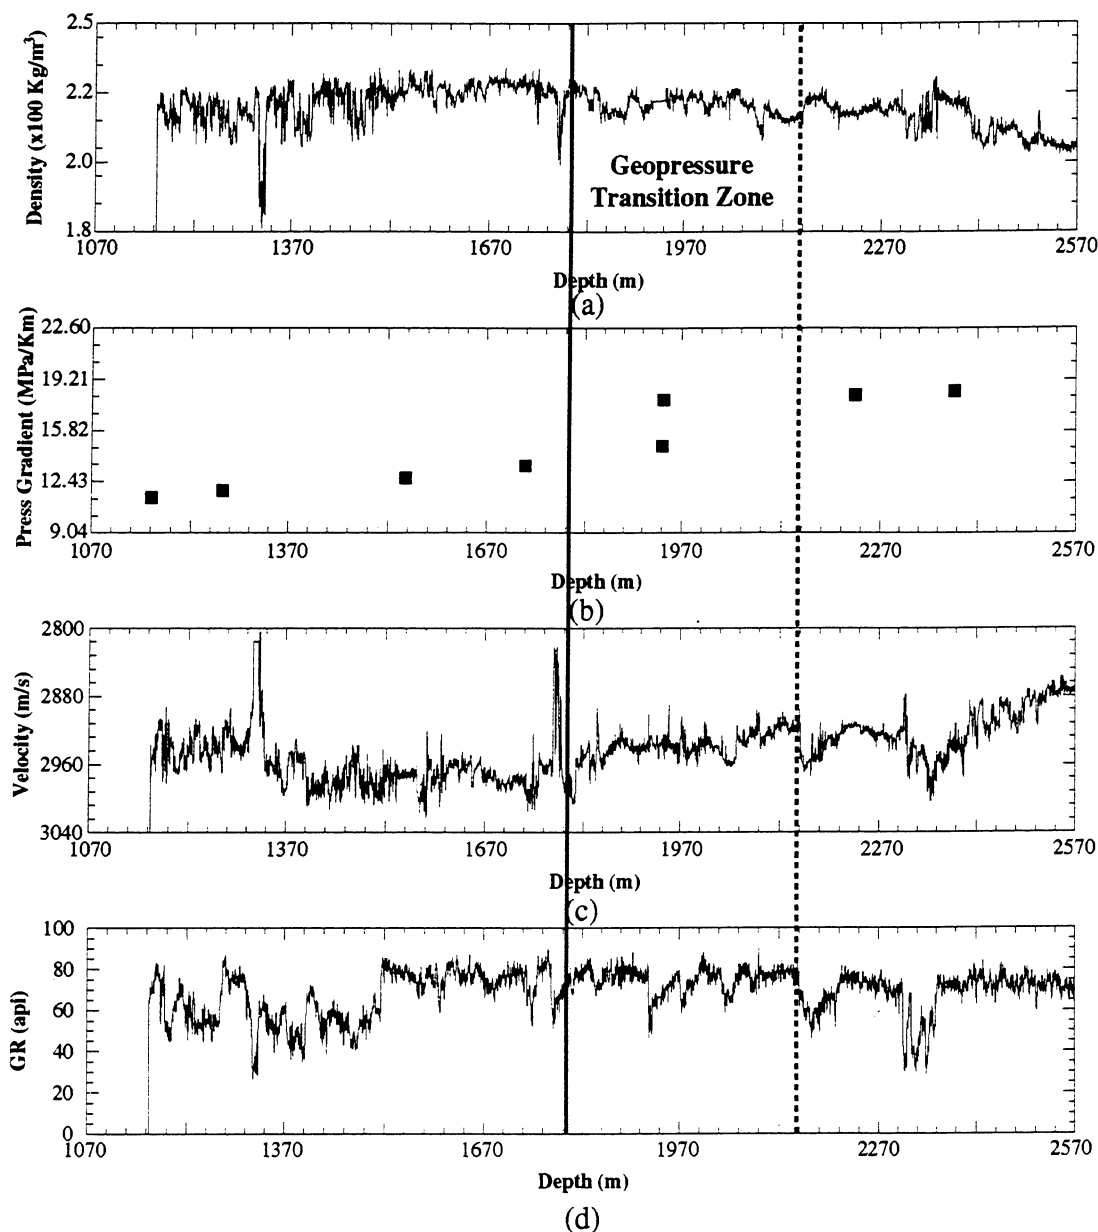 2.5
2.2
2.0
1.8
Density (x100 Kg/m³)
Geopressure
Transition Zone
1070 1370 1670 1970 2270 2570
Depth (m)
(a)
22.60
19.21
15.82
12.43
9.04
Press Gradient (MPa/Km)
1070 1370 1670 1970 2270 2570
Depth (m)
(b)
2800
2880
2960
3040
Velocity (m/s)
1070 1370 1670 1970 2270 2570
Depth (m)
(c)
100
80
60
40
20
0
GR (api)
1070 1370 1670 1970 2270 2570
Depth (m)
(d)